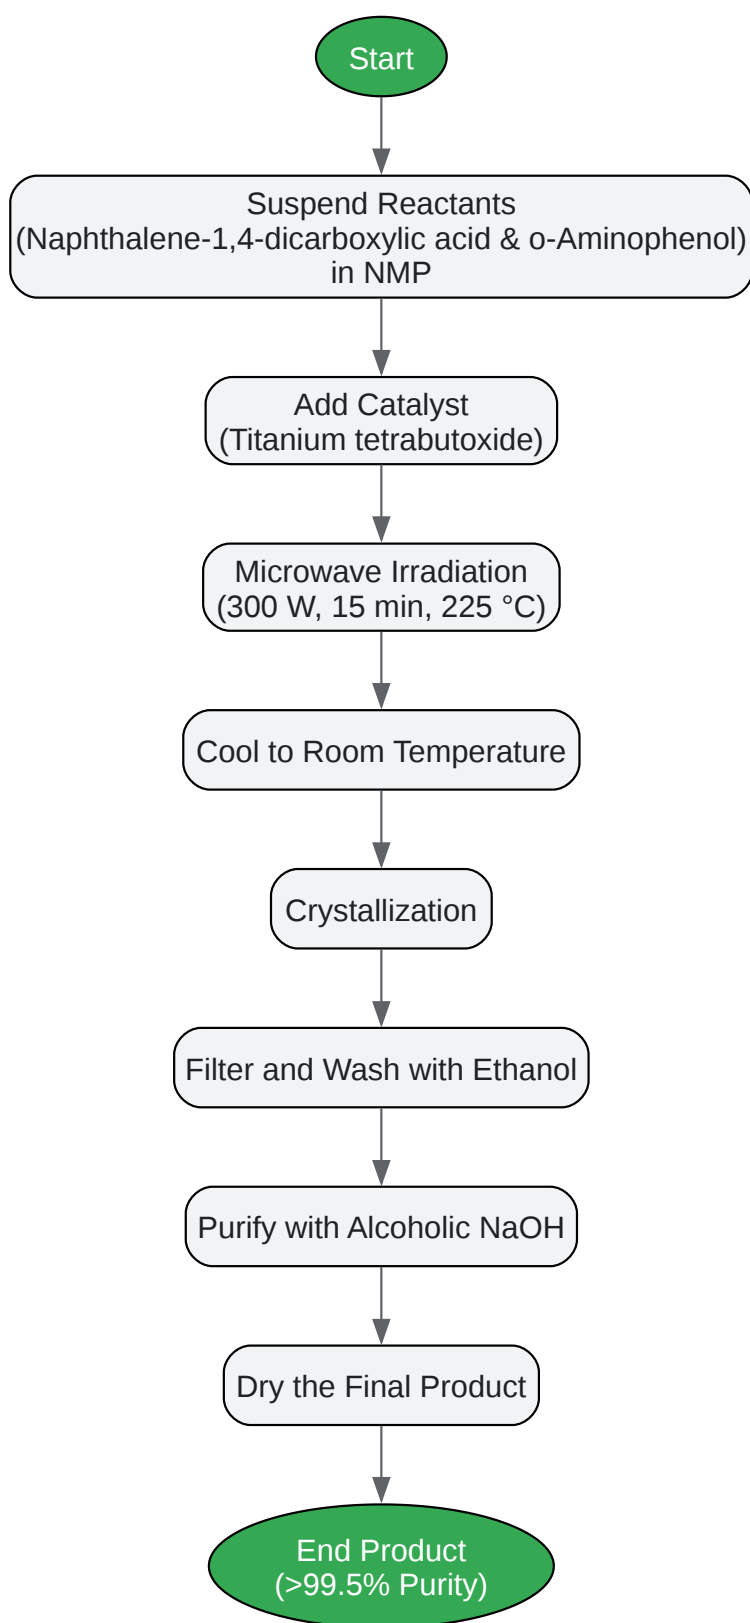 Start
Suspend Reactants
(Naphthalene-1,4-dicarboxylic acid & o-Aminophenol)
in NMP
Add Catalyst
(Titanium tetrabutoxide)
Microwave Irradiation
(300 W, 15 min, 225 °C)
Cool to Room Temperature
Crystallization
Filter and Wash with Ethanol
Purify with Alcoholic NaOH
Dry the Final Product
End Product
(>99.5% Purity)